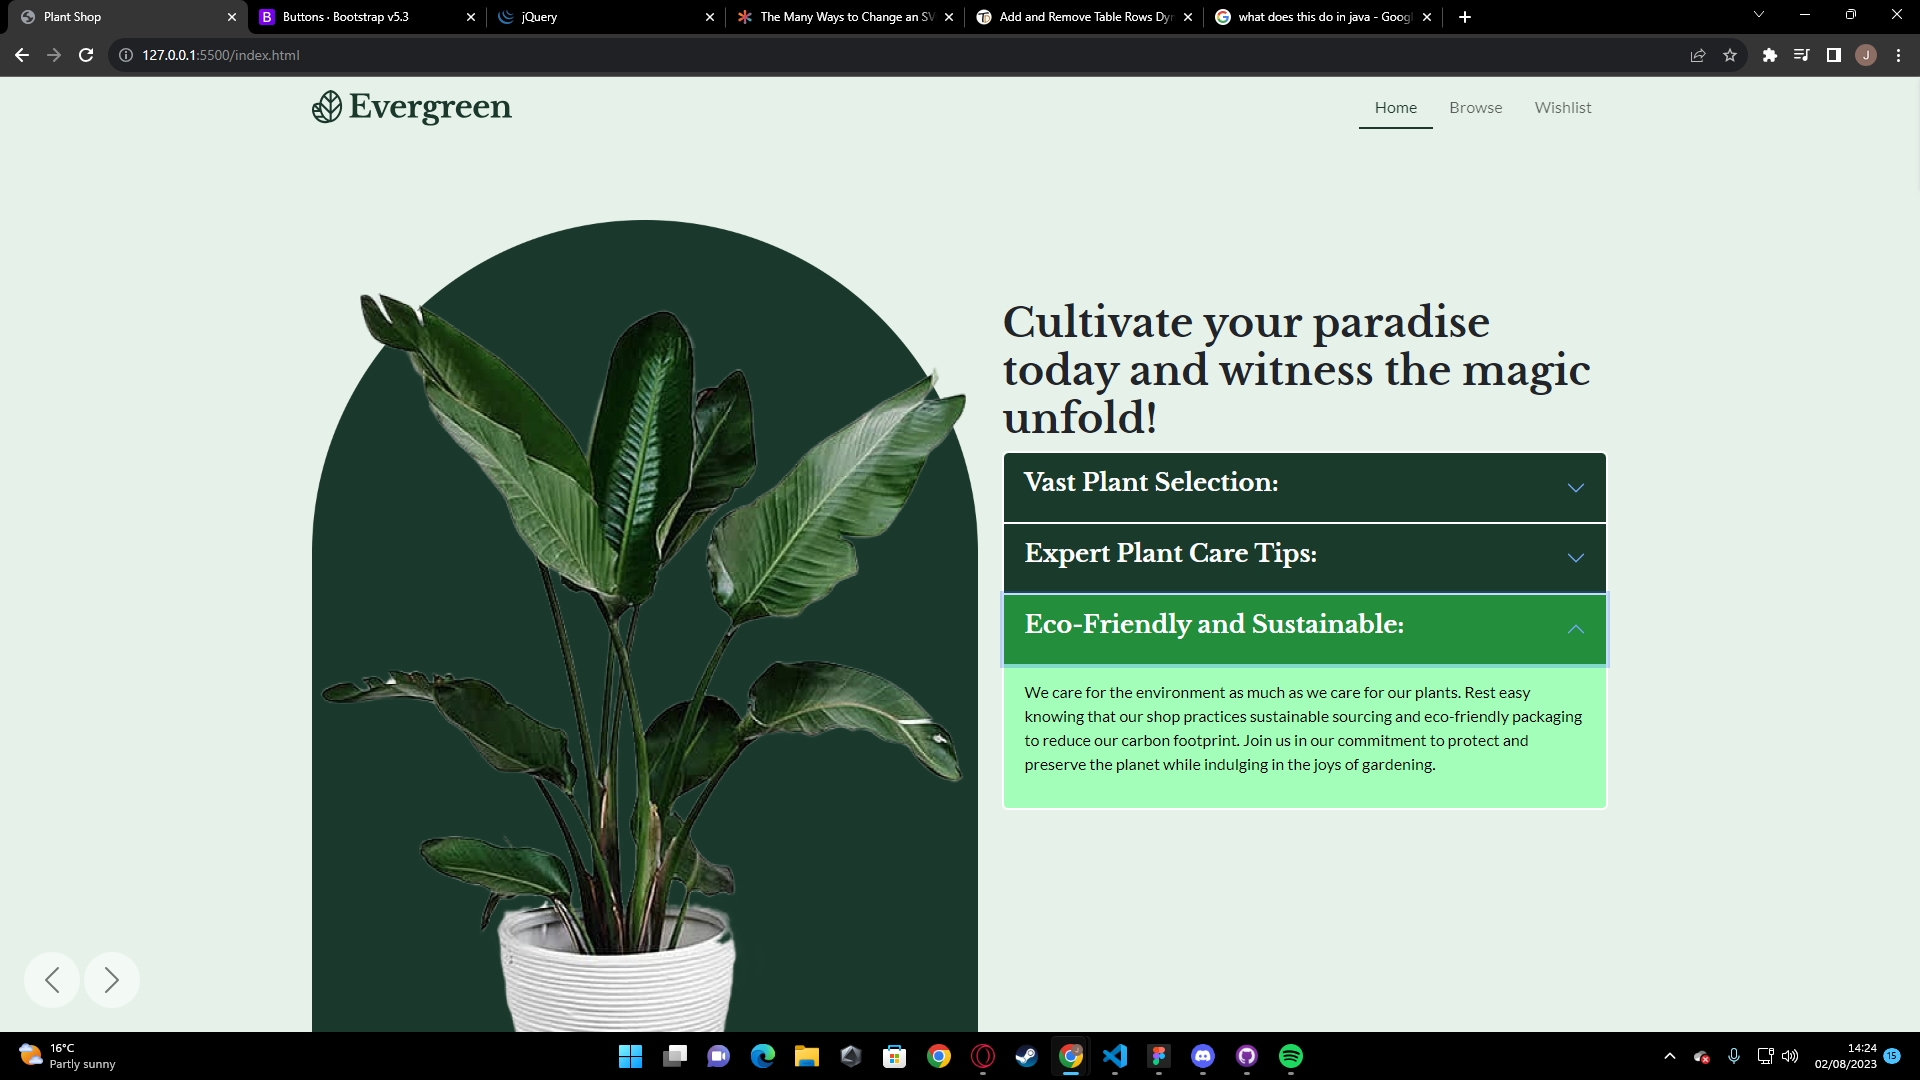 Plant Shop
Buttons · Bootstrap v5.3
jQuery
The Many Ways to Change an SV
Add and Remove Table Rows Dyn
what does this do in java - Googl
127.0.0.1:5500/index.html
J
Evergreen
Home
Browse
Wishlist
Cultivate your paradise
today and witness the magic
unfold!
Vast Plant Selection:
Expert Plant Care Tips:
Eco-Friendly and Sustainable:
We care for the environment as much as we care for our plants. Rest easy
knowing that our shop practices sustainable sourcing and eco-friendly packaging
to reduce our carbon footprint. Join us in our commitment to protect and
preserve the planet while indulging in the joys of gardening.
16°C
Partly sunny
14:24
02/08/2023
15